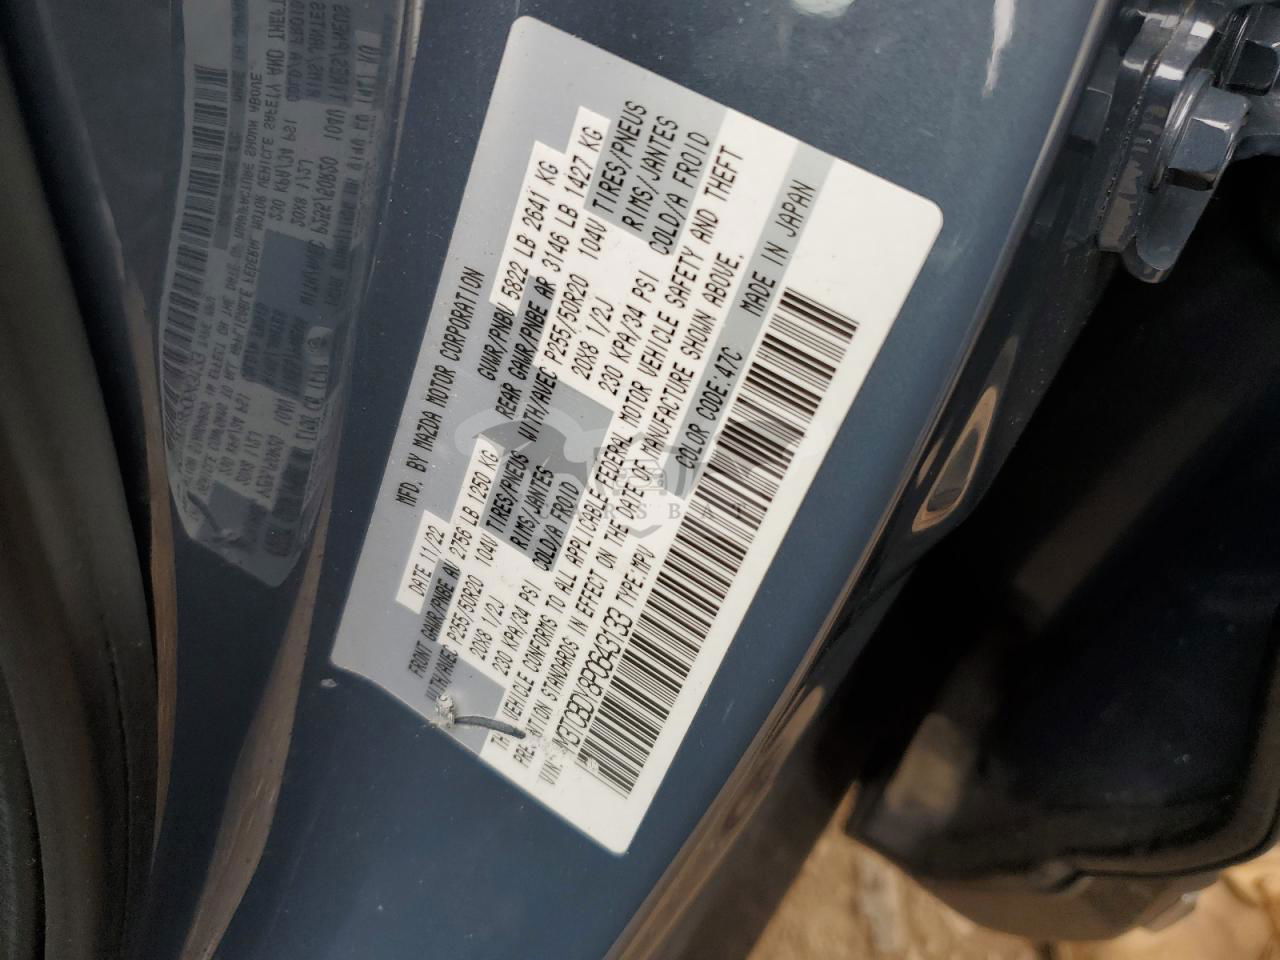 MFD. BY MAZDA MOTOR CORPORATION
DATE 11/22 GVWR/PNBV 5822 LB 2641 KG
FRONT GAWR/PNBE AV 2756 LB 1250 KG REAR GAWR/PNBE AR 3146 LB 1427 KG
WITH/AVEC P255/50R20 104V TIRES/PNEUS WITH/AVEC P255/50R20 104V TIRES/PNEUS
20X8 1/2J RIMS/JANTES 20X8 1/2J RIMS/JANTES
230 KPA/34 PSI COLD/A FROID 230 KPA/34 PSI COLD/A FROID
VEHICLE CONFORMS TO ALL APPLICABLE FEDERAL MOTOR VEHICLE SAFETY AND THEFT
STANDARDS IN EFFECT ON THE DATE OF MANUFACTURE SHOWN ABOVE.
VIN: TYPE:MPV COLOR CODE:47C MADE IN JAPAN